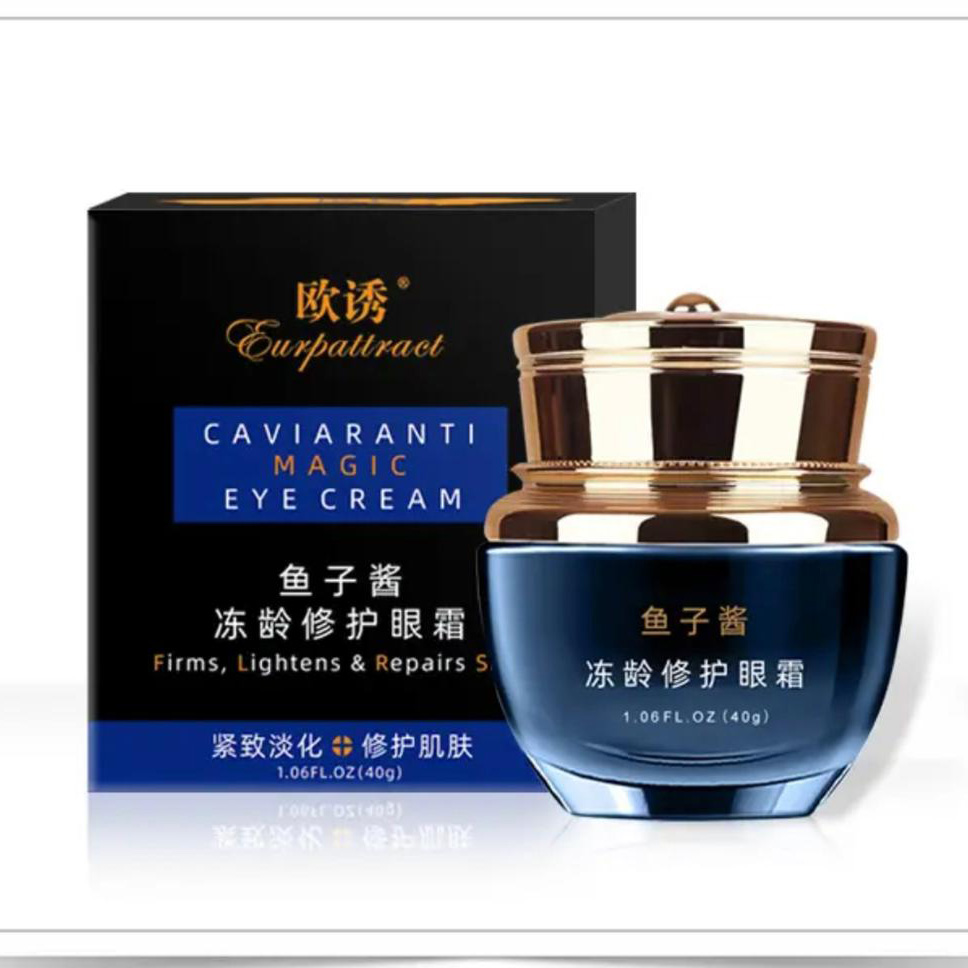 欧诱®
Eurpattract
CAVIARANTI
MAGIC
EYE CREAM
鱼子酱
冻龄修护眼霜
Firms, Lightens & Repairs
紧致淡化 修护肌肤
1.06FL.OZ(40g)
鱼子酱
冻龄修护眼霜
1.06FL.OZ(40g)